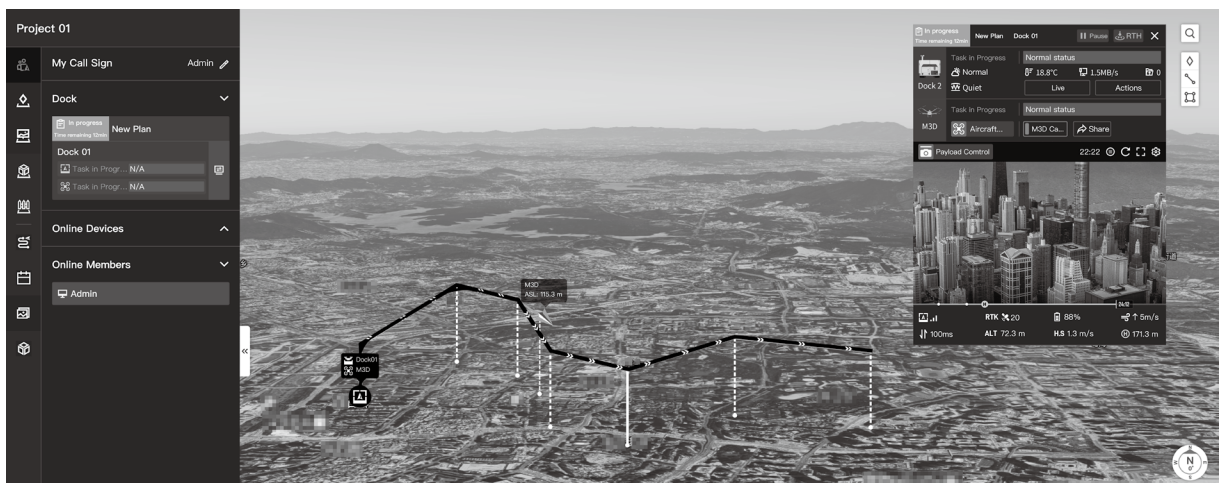 Project 01
My Call Sign Admin
Dock
In progress
Time remaining 12min
New Plan
Dock 01
Task in Progr... N/A
Task in Progr... N/A
Online Devices
Online Members
Admin
M3D
ASL: 115.3 m
Dock01
M3D
In progress
Time remaining 12min
New Plan Dock 01 Pause RTH
Task in Progress Normal status
Normal 18.8°C 1.5MB/s 0
Dock 2 Quiet Live Actions
Task in Progress Normal status
M3D Aircraft... M3D Ca... Share
Payload Comtrol 22:22
24:12
RTK 20 88% 5m/s
100ms ALT 72.3 m H.S 1.3 m/s H 171.3 m
N
0°